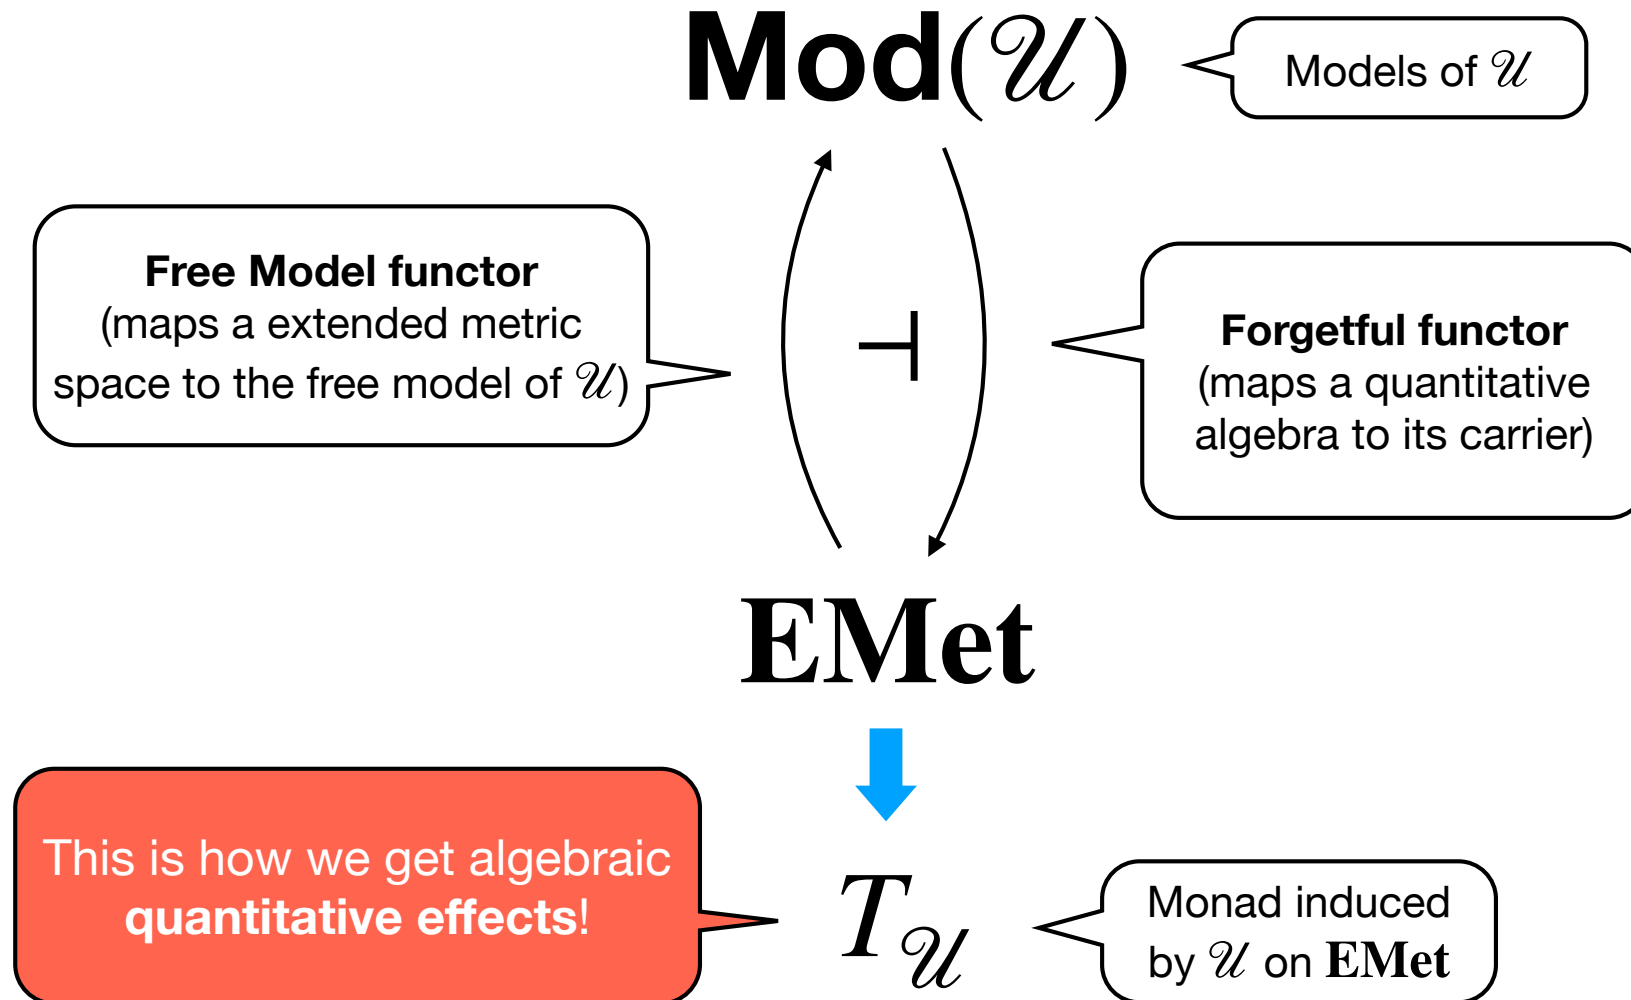 Mod(𝒰)
Models of 𝒰
Free Model functor
(maps a extended metric
space to the free model of 𝒰)
⊣
Forgetful functor
(maps a quantitative
algebra to its carrier)
EMet
This is how we get algebraic
quantitative effects!
T𝒰
Monad induced
by 𝒰 on EMet